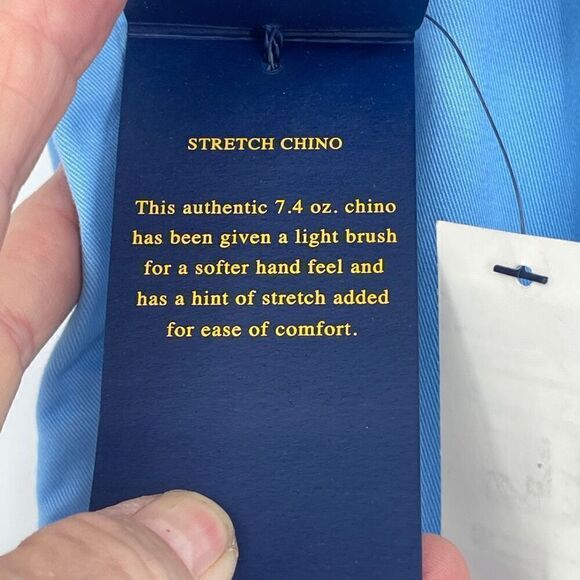 STRETCH CHINO
This authentic 7.4 oz. chino
has been given a light brush
for a softer hand feel and
has a hint of stretch added
for ease of comfort.